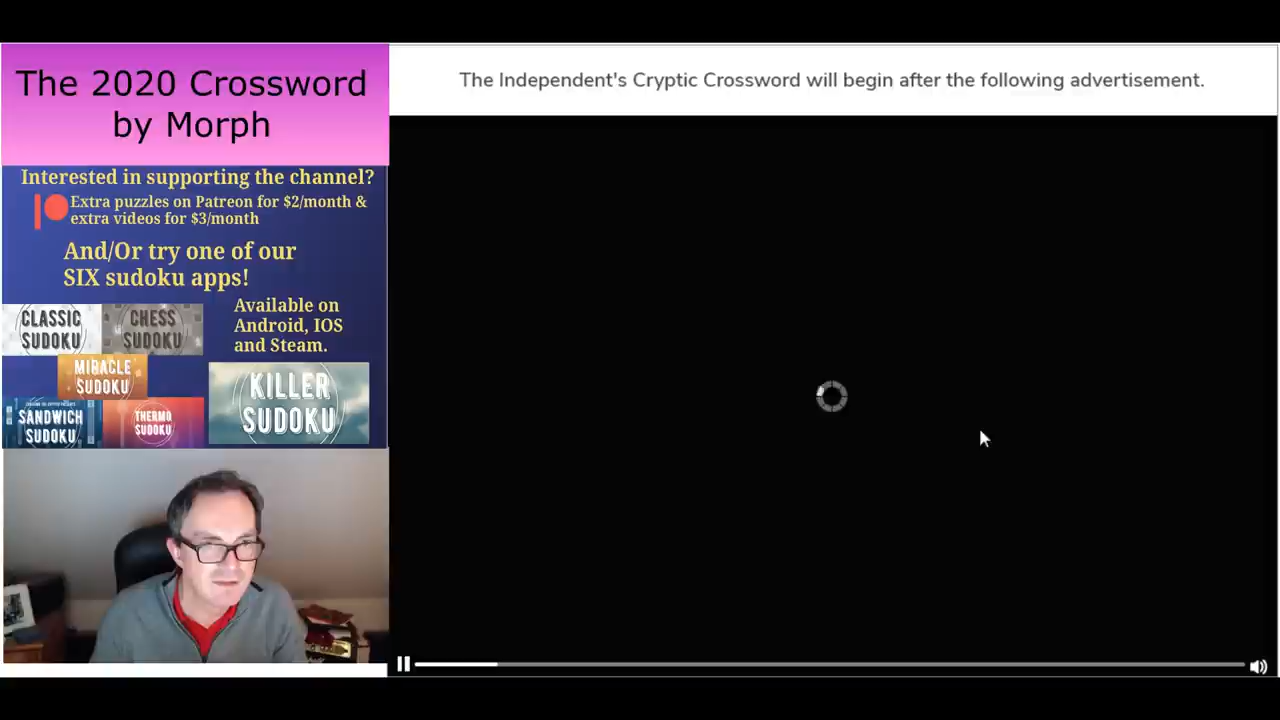 The 2020 Crossword
by Morph
The Independent's Cryptic Crossword will begin after the following advertisement.
Interested in supporting the channel?
Extra puzzles on Patreon for $2/month &
extra videos for $3/month
And/Or try one of our
SIX sudoku apps!
Available on
Android, IOS
and Steam.
CLASSIC
SUDOKU
CHESS
SUDOKU
MIRACLE
SUDOKU
KILLER
SUDOKU
SANDWICH
SUDOKU
THERMO
SUDOKU